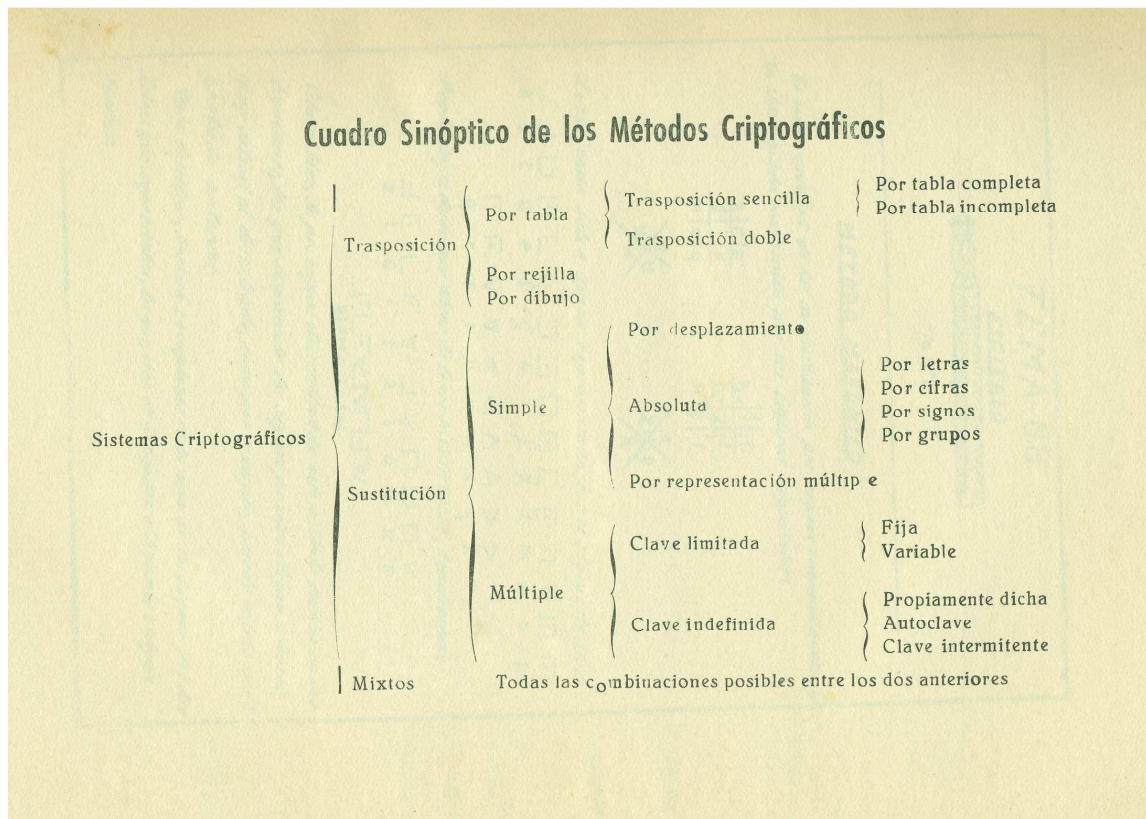 Cuadro Sinóptico de los Métodos Criptográficos
Sistemas Criptográficos
Trasposición
Por tabla
Trasposición sencilla
Por tabla completa
Por tabla incompleta
Trasposición doble
Por rejilla
Por dibujo
Sustitución
Simple
Por desplazamiento
Absoluta
Por letras
Por cifras
Por signos
Por grupos
Por representación múltip e
Múltiple
Clave limitada
Fija
Variable
Clave indefinida
Propiamente dicha
Autoclave
Clave intermitente
Mixtos
Todas las combinaciones posibles entre los dos anteriores